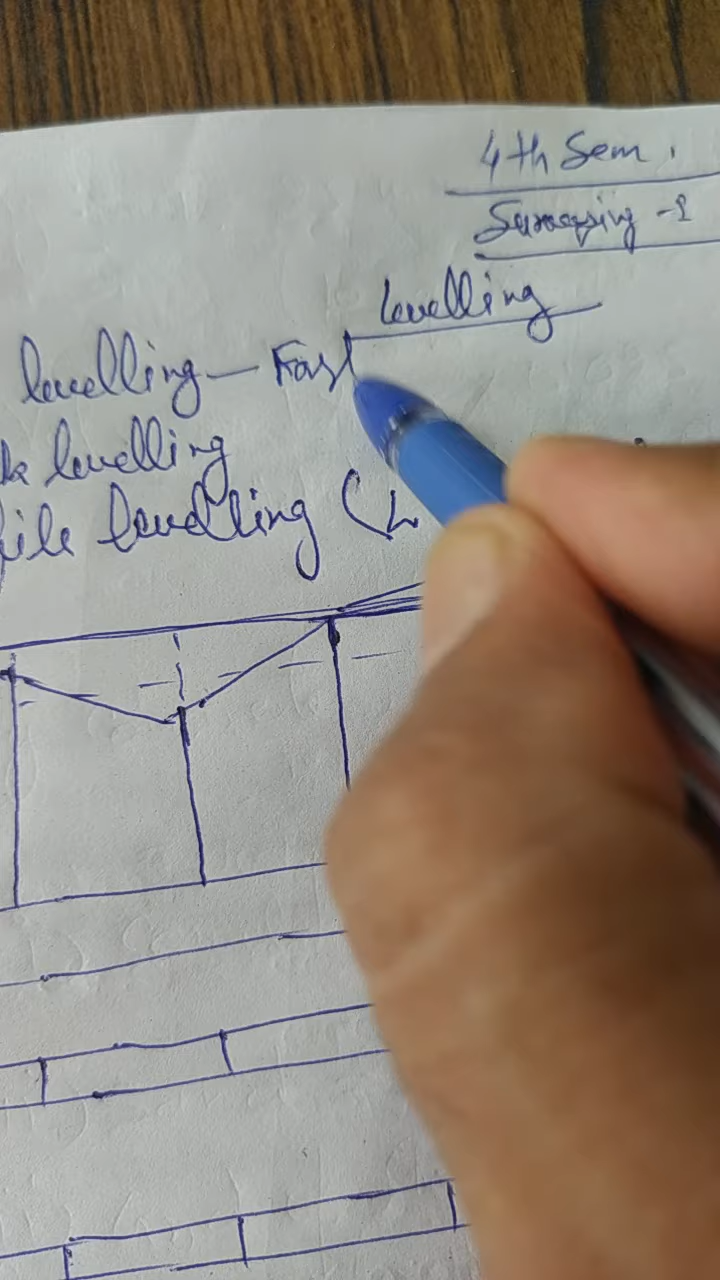 4th Sem.
Surveying -I
Levelling
levelling — Fast
k levelling
file levelling (L